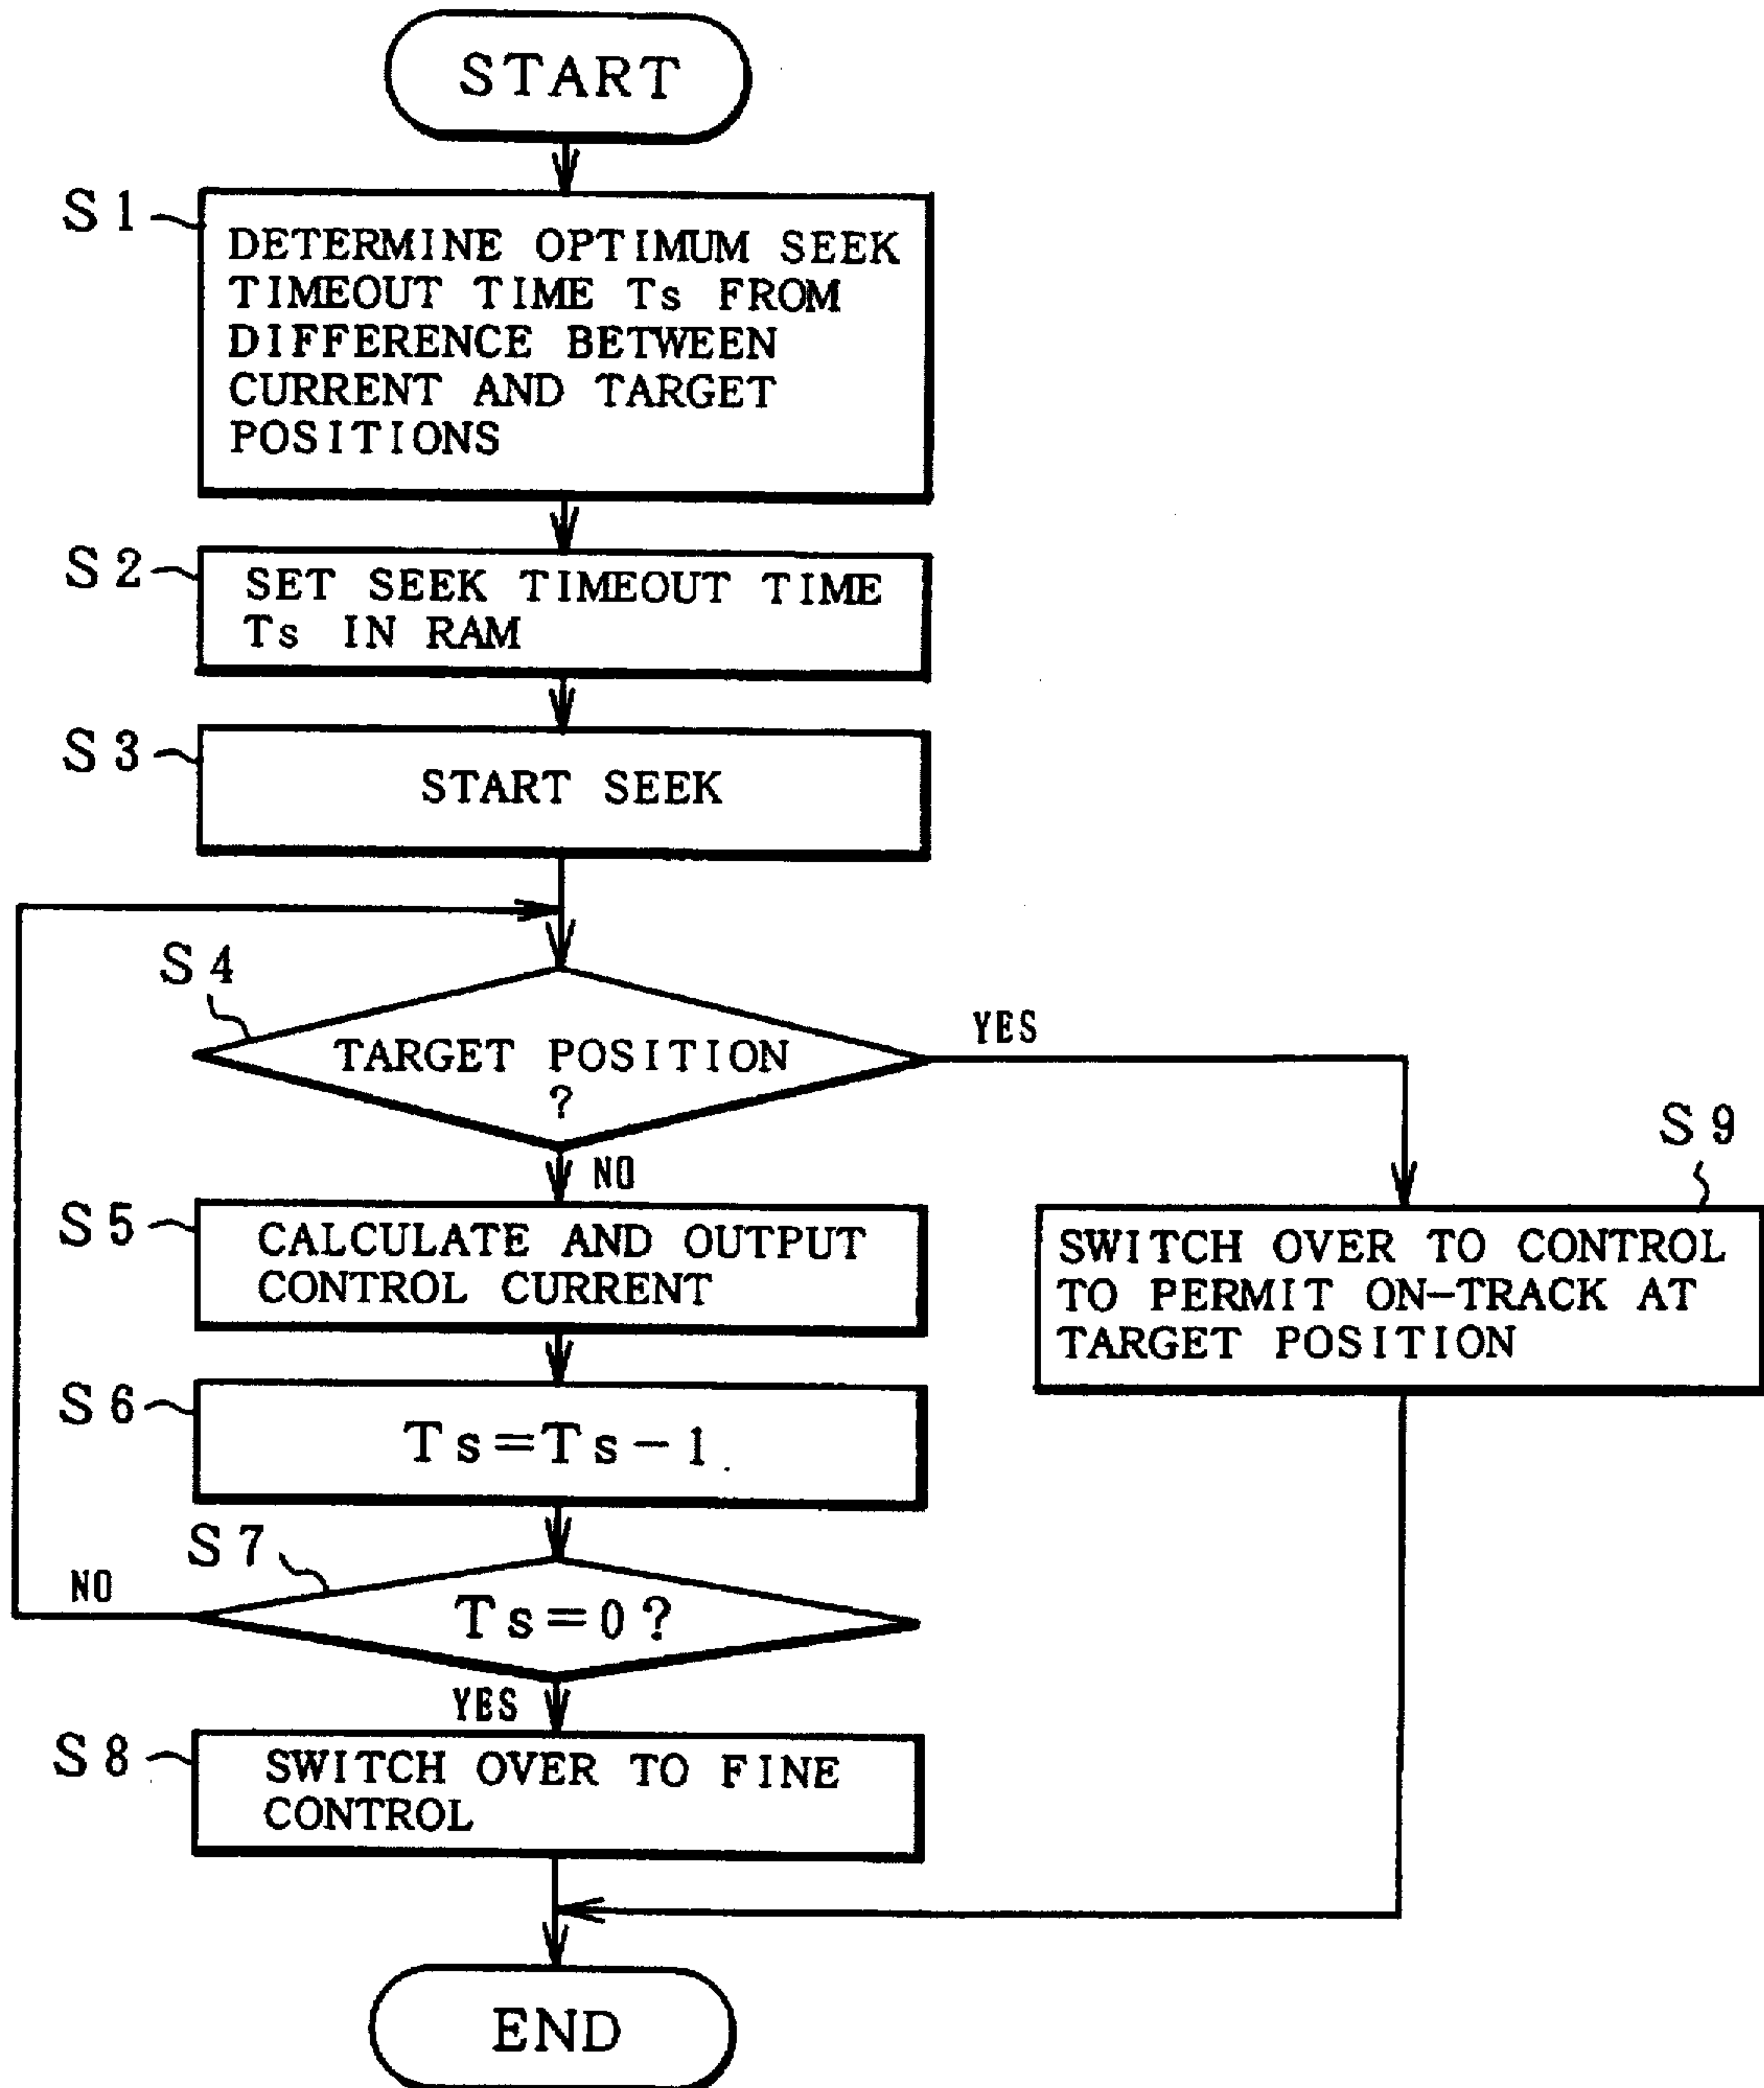 START
S1
DETERMINE OPTIMUM SEEK
TIMEOUT TIME Ts FROM
DIFFERENCE BETWEEN
CURRENT AND TARGET
POSITIONS
S2
SET SEEK TIMEOUT TIME
Ts IN RAM
S3
START SEEK
S4
TARGET POSITION
?
YES
NO
S5
CALCULATE AND OUTPUT
CONTROL CURRENT
S9
SWITCH OVER TO CONTROL
TO PERMIT ON-TRACK AT
TARGET POSITION
S6
Ts=Ts-1
S7
NO
Ts=0?
YES
S8
SWITCH OVER TO FINE
CONTROL
END